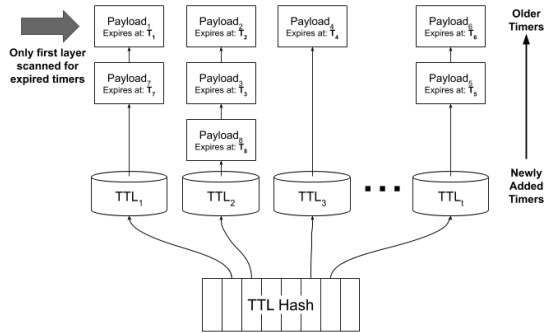 Payload1
Expires at: T1
Payload2
Expires at: T2
Payload4
Expires at: T4
Payload6
Expires at: T6
Older
Timers
Only first layer
scanned for
expired timers
Payload7
Expires at: T7
Payload3
Expires at: T3
Payload5
Expires at: T5
Payload8
Expires at: T8
TTL1
TTL2
TTL3
TTLt
Newly
Added
Timers
TTL Hash